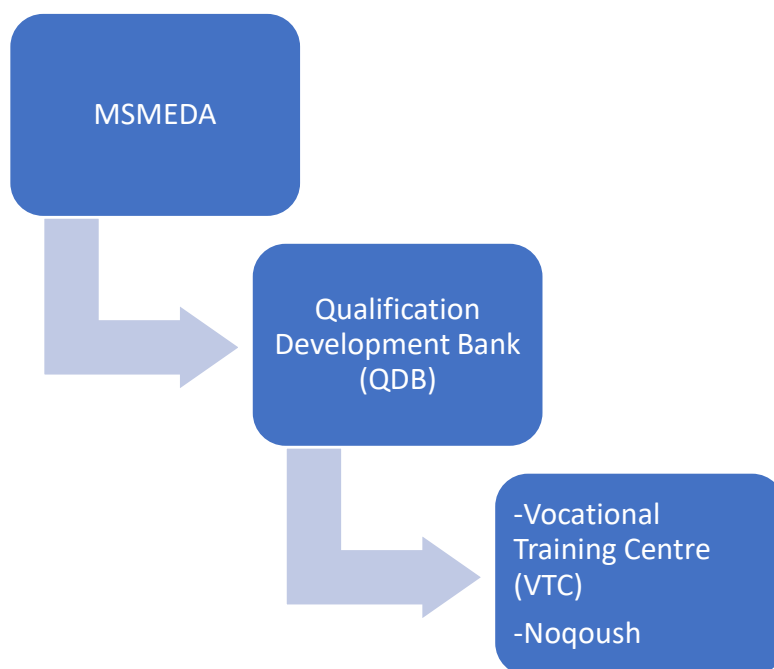 MSMEDA
Qualification
Development Bank
(QDB)
-Vocational
Training Centre
(VTC)
-Noqoush